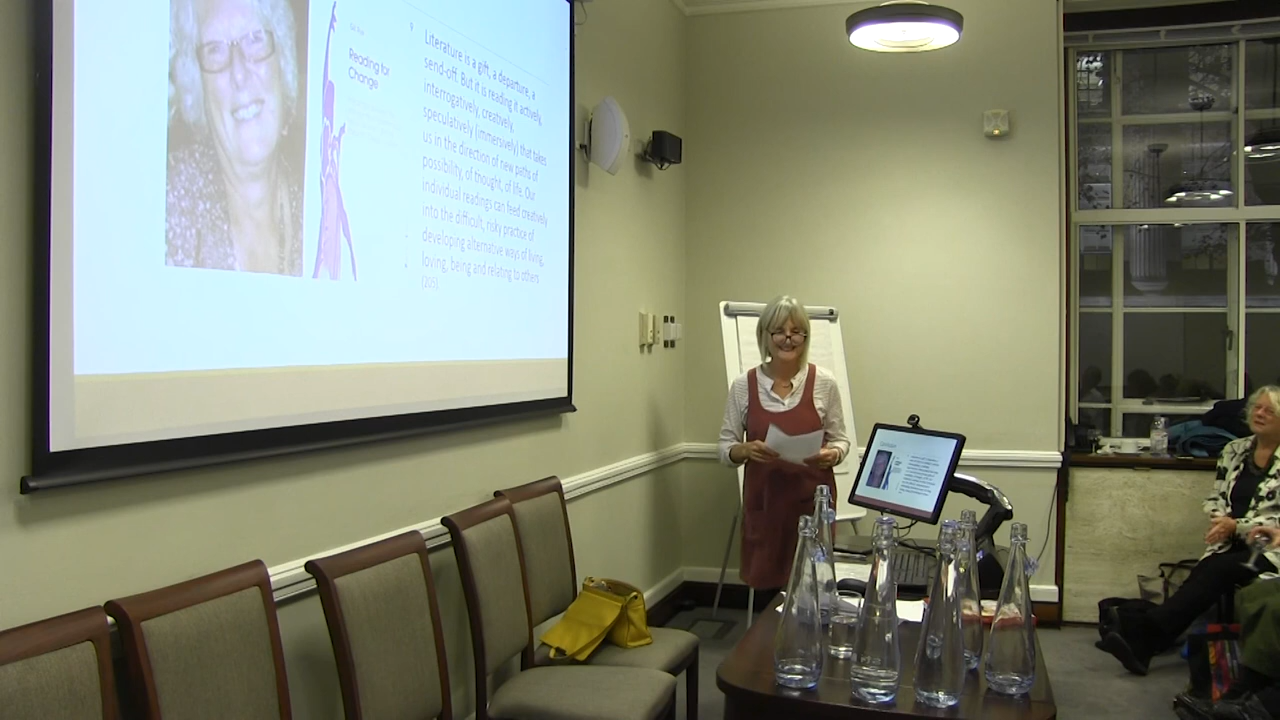 Reading for
Change
Literature is a gift, a departure, a
send-off. But it is reading it actively,
interrogatively, creatively,
speculatively (immersively) that takes
us in the direction of new paths of
possibility, of thought, of life. Our
individual readings can feed creatively
into the difficult, risky practice of
developing alternative ways of living,
loving, being and relating to others
(205).